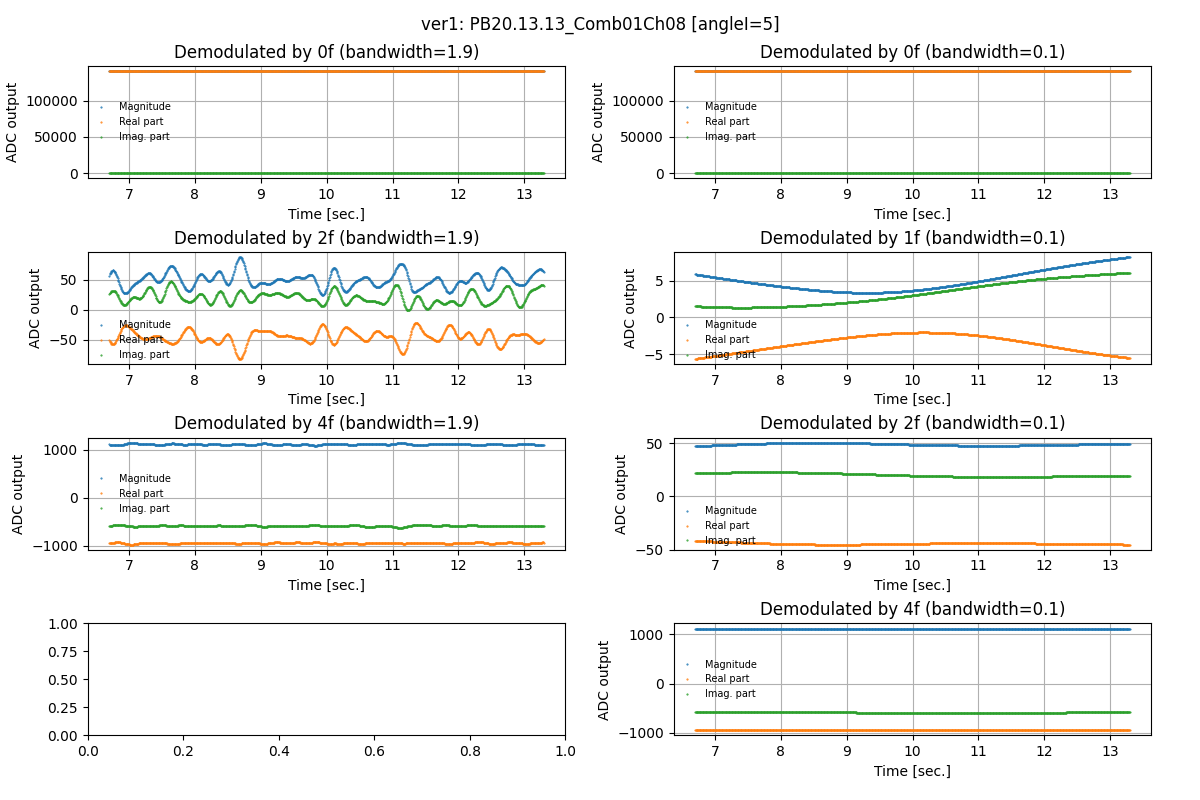 ver1: PB20.13.13_Comb01Ch08 [angleI=5]
Demodulated by 0f (bandwidth=1.9)
ADC output
100000
50000
0
Magnitude
Real part
Imag. part
7 8 9 10 11 12 13
Time [sec.]
Demodulated by 0f (bandwidth=0.1)
ADC output
100000
50000
0
Magnitude
Real part
Imag. part
7 8 9 10 11 12 13
Time [sec.]
Demodulated by 2f (bandwidth=1.9)
ADC output
50
0
−50
Magnitude
Real part
Imag. part
7 8 9 10 11 12 13
Time [sec.]
Demodulated by 1f (bandwidth=0.1)
ADC output
5
0
−5
Magnitude
Real part
Imag. part
7 8 9 10 11 12 13
Time [sec.]
Demodulated by 4f (bandwidth=1.9)
ADC output
1000
0
−1000
Magnitude
Real part
Imag. part
7 8 9 10 11 12 13
Time [sec.]
Demodulated by 2f (bandwidth=0.1)
ADC output
50
0
−50
Magnitude
Real part
Imag. part
7 8 9 10 11 12 13
Time [sec.]
1.00
0.75
0.50
0.25
0.00
0.0 0.2 0.4 0.6 0.8 1.0
Demodulated by 4f (bandwidth=0.1)
ADC output
1000
0
−1000
Magnitude
Real part
Imag. part
7 8 9 10 11 12 13
Time [sec.]